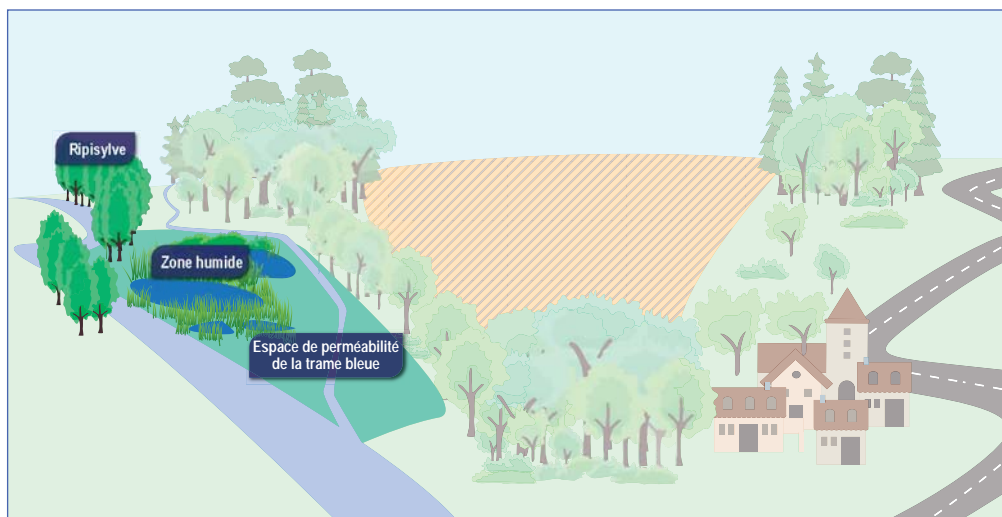 Ripisylve
Zone humide
Espace de perméabilité
de la trame bleue